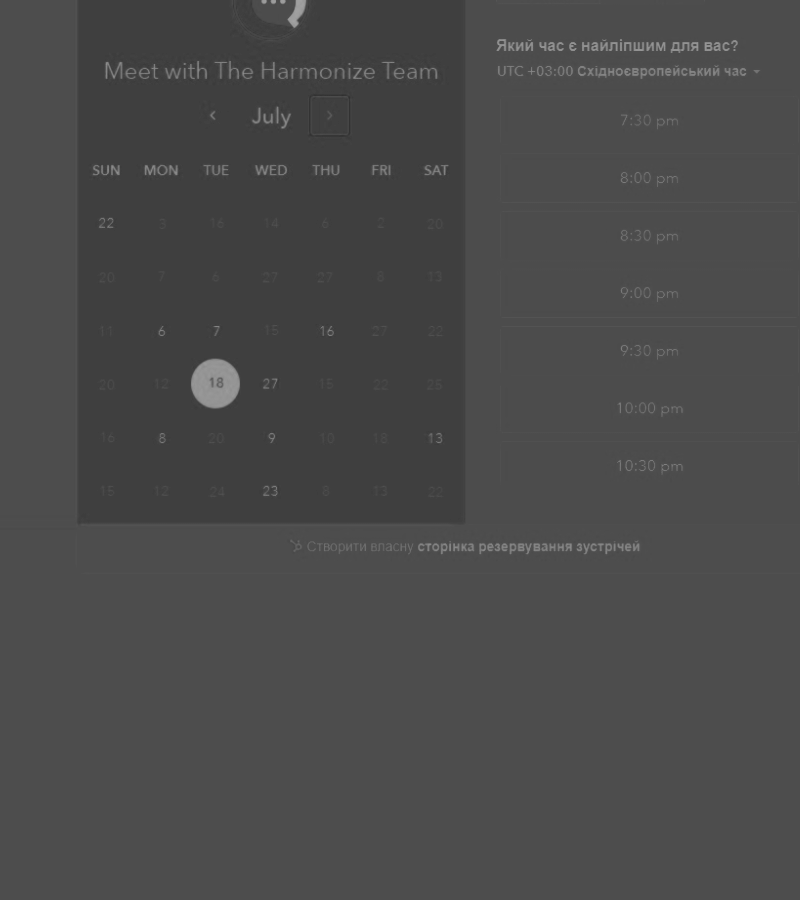 Meet with The Harmonize Team
July
SUN MON TUE WED THU FRI SAT
22 3 16 14 6 2 20
20 7 6 27 27 8 13
11 6 7 15 16 27 22
20 12 18 27 15 22 25
16 8 20 9 10 18 13
15 12 24 23 8 13 22
Який час є найліпшим для вас?
UTC +03:00 Східноєвропейський час
7:30 pm
8:00 pm
8:30 pm
9:00 pm
9:30 pm
10:00 pm
10:30 pm
Створити власну сторінка резервування зустрічей